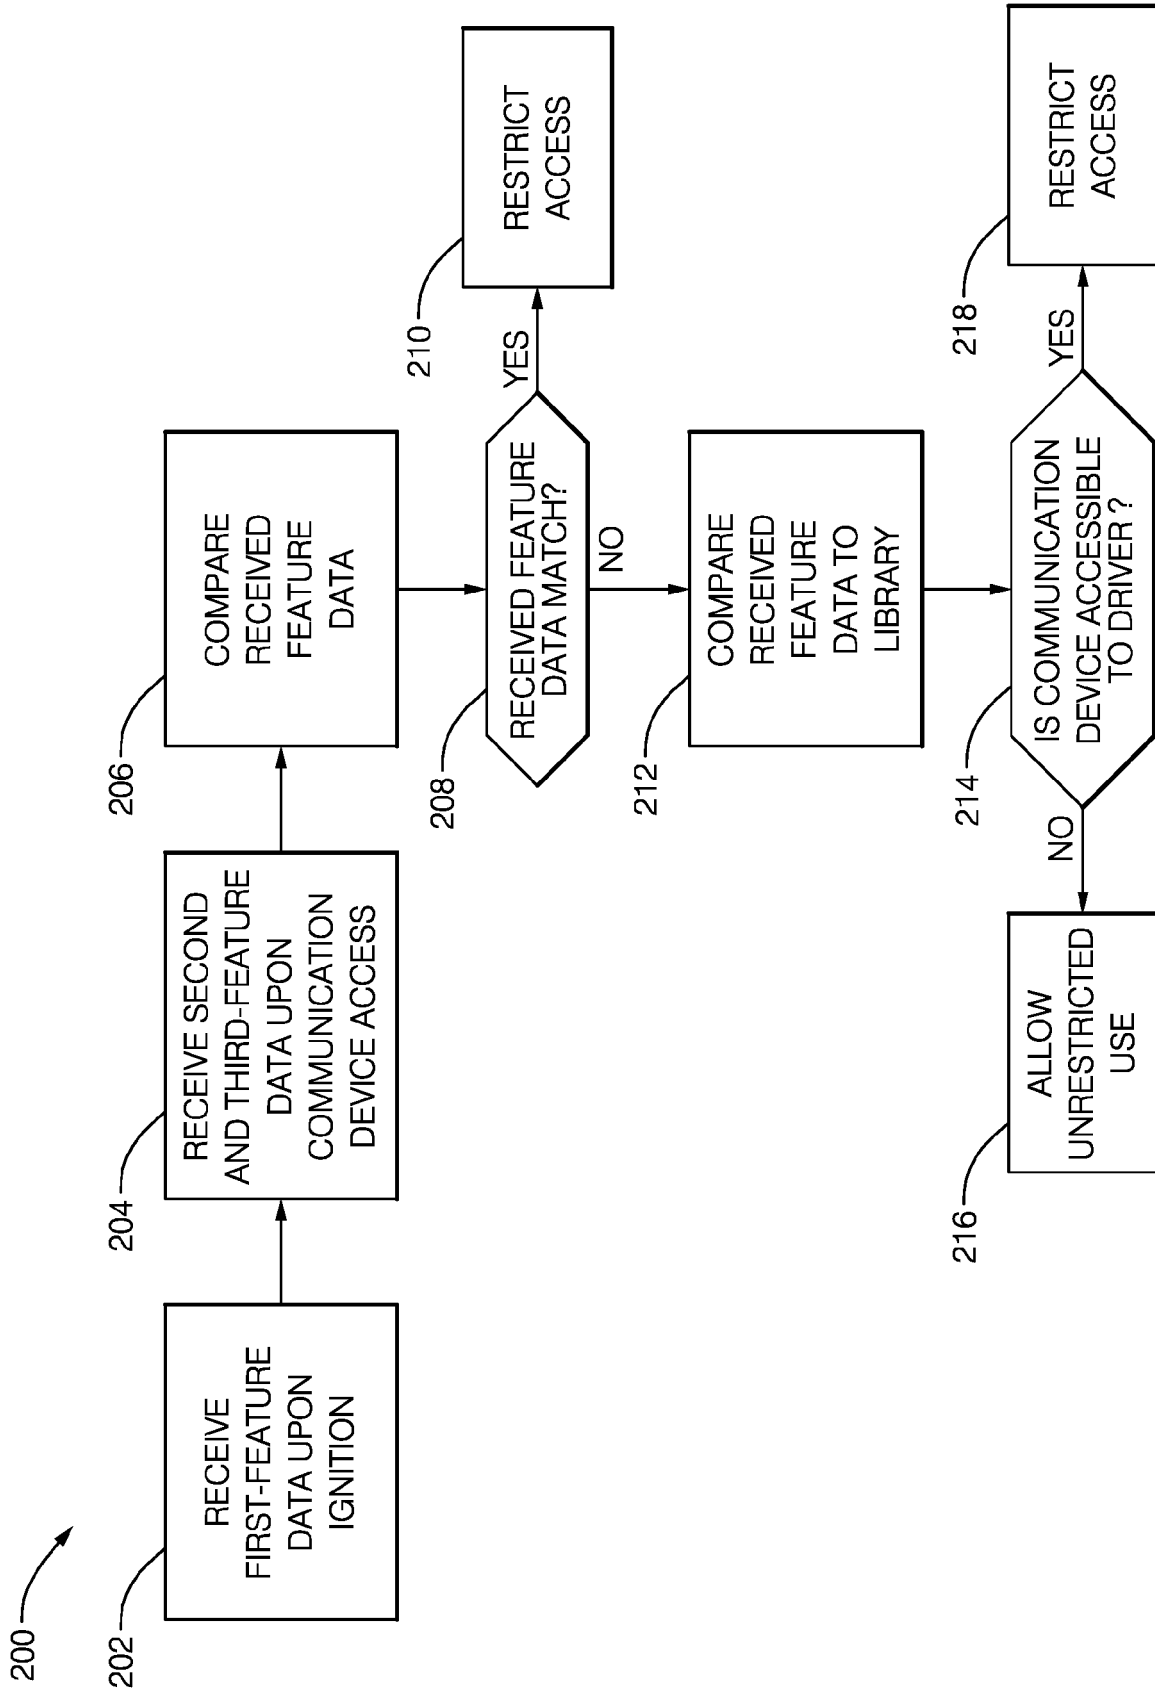 200
202
RECEIVE
FIRST-FEATURE
DATA UPON
IGNITION
204
RECEIVE SECOND
AND THIRD-FEATURE
DATA UPON
COMMUNICATION
DEVICE ACCESS
206
COMPARE
RECEIVED
FEATURE
DATA
208
RECEIVED FEATURE
DATA MATCH?
YES
210
RESTRICT
ACCESS
NO
212
COMPARE
RECEIVED
FEATURE
DATA TO
LIBRARY
214
IS COMMUNICATION
DEVICE ACCESSIBLE
TO DRIVER ?
NO
216
ALLOW
UNRESTRICTED
USE
YES
218
RESTRICT
ACCESS